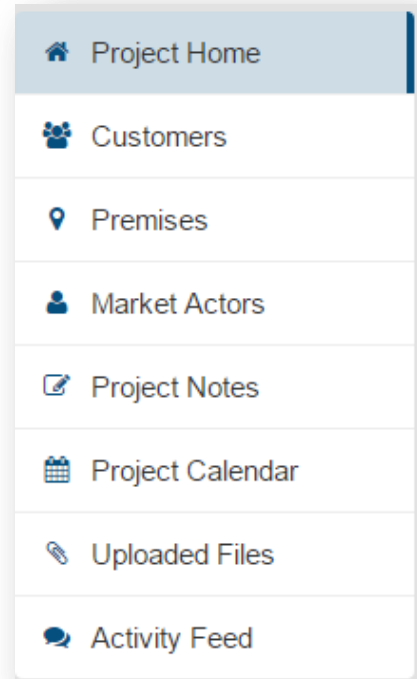 Project Home
Customers
Premises
Market Actors
Project Notes
Project Calendar
Uploaded Files
Activity Feed